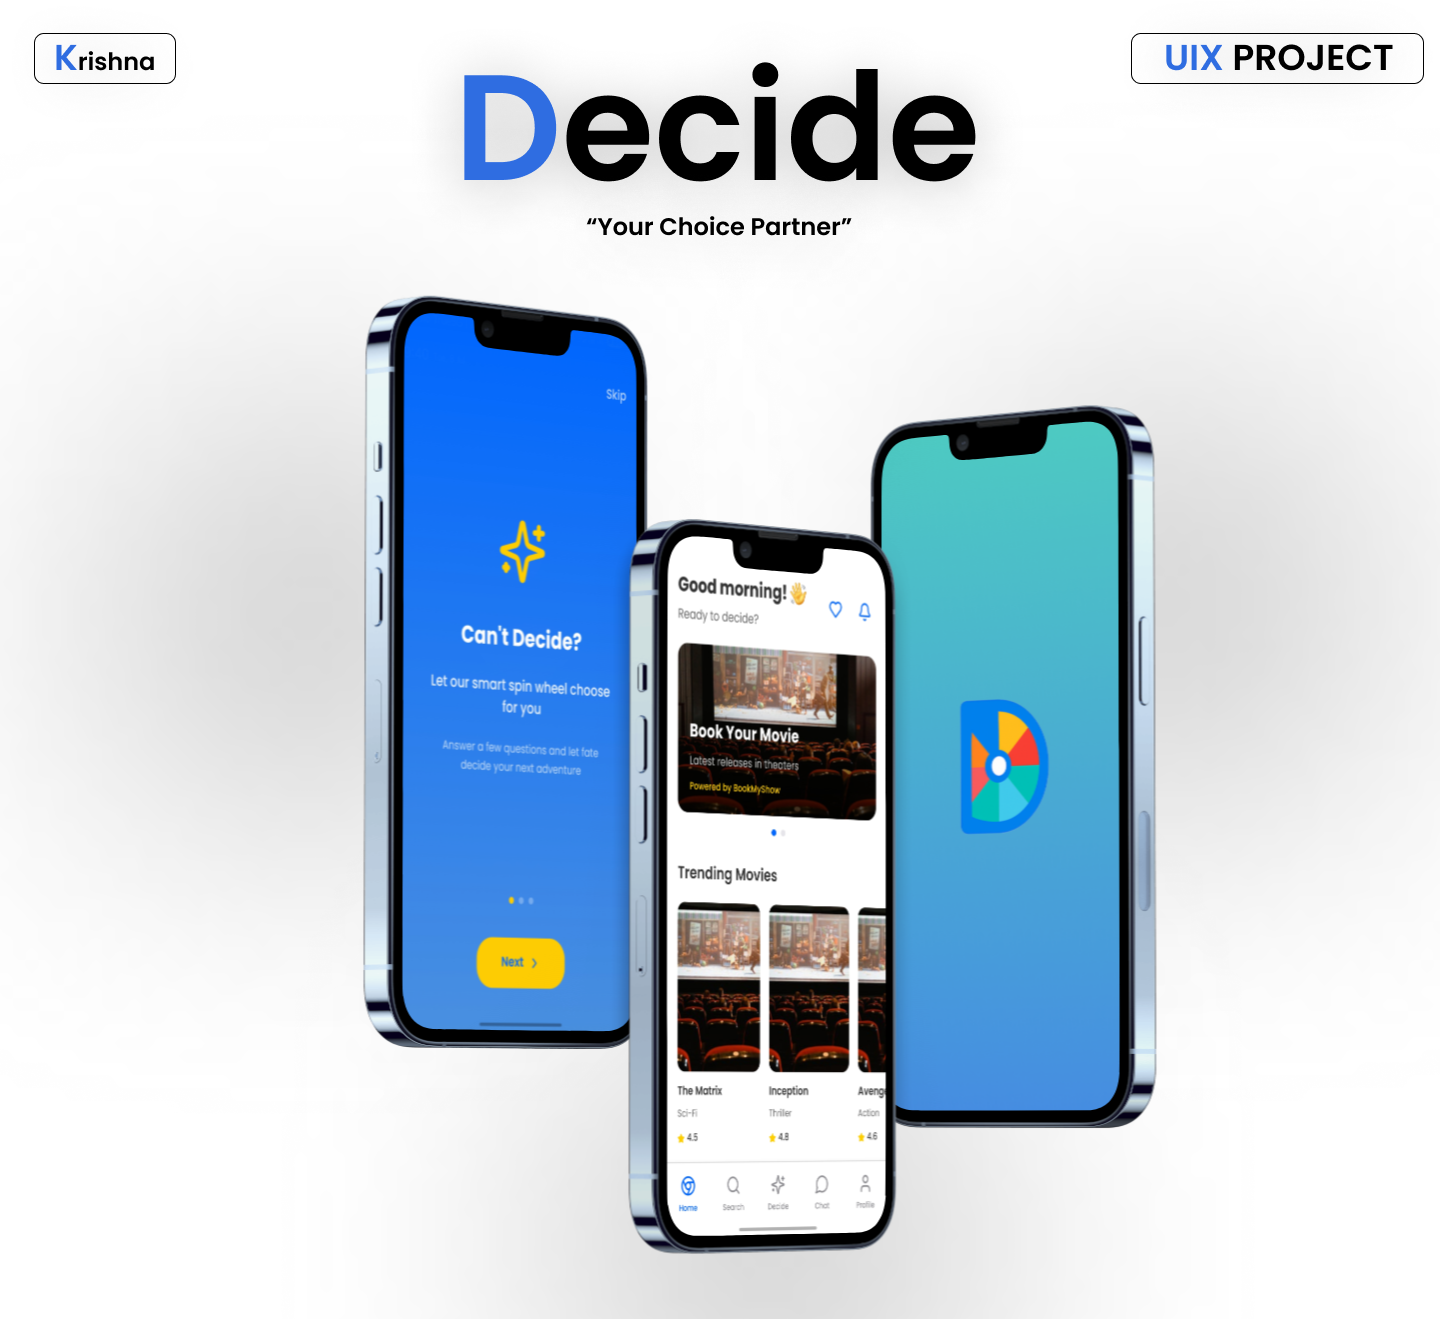 Krishna
UIX PROJECT
Decide
“Your Choice Partner”
Skip
Can't Decide?
Let our smart spin wheel choose
for you
Answer a few questions and let fate
decide your next adventure
Next
Good morning! 👋
Ready to decide?
Book Your Movie
Latest releases in theaters
Powered by BookMyShow
Trending Movies
The Matrix
Inception
Aveng
Sci-Fi
Thriller
Action
4.5
4.8
4.6
Home
Search
Decide
Chat
Profile